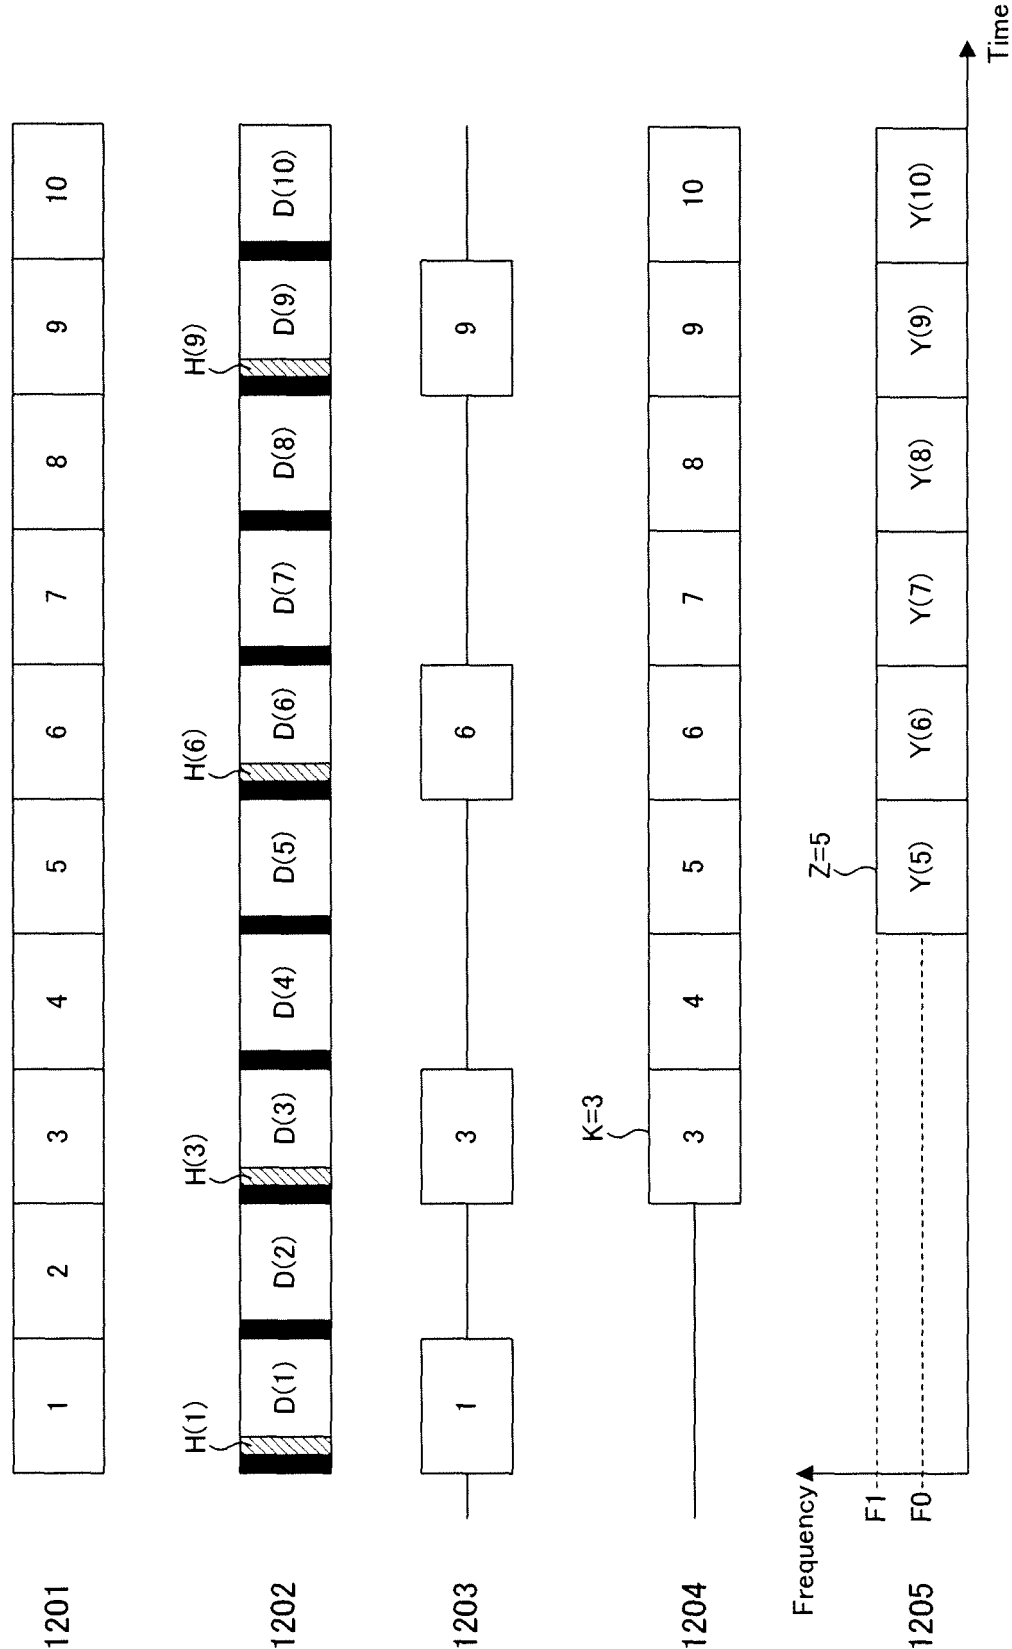 1201
1 2 3 4 5 6 7 8 9 10
H(1) H(3) H(6) H(9)
1202
D(1) D(2) D(3) D(4) D(5) D(6) D(7) D(8) D(9) D(10)
1203
1 3 6 9
K=3
1204
3 4 5 6 7 8 9 10
Frequency
Z=5
F1
F0
1205
Y(5) Y(6) Y(7) Y(8) Y(9) Y(10)
Time